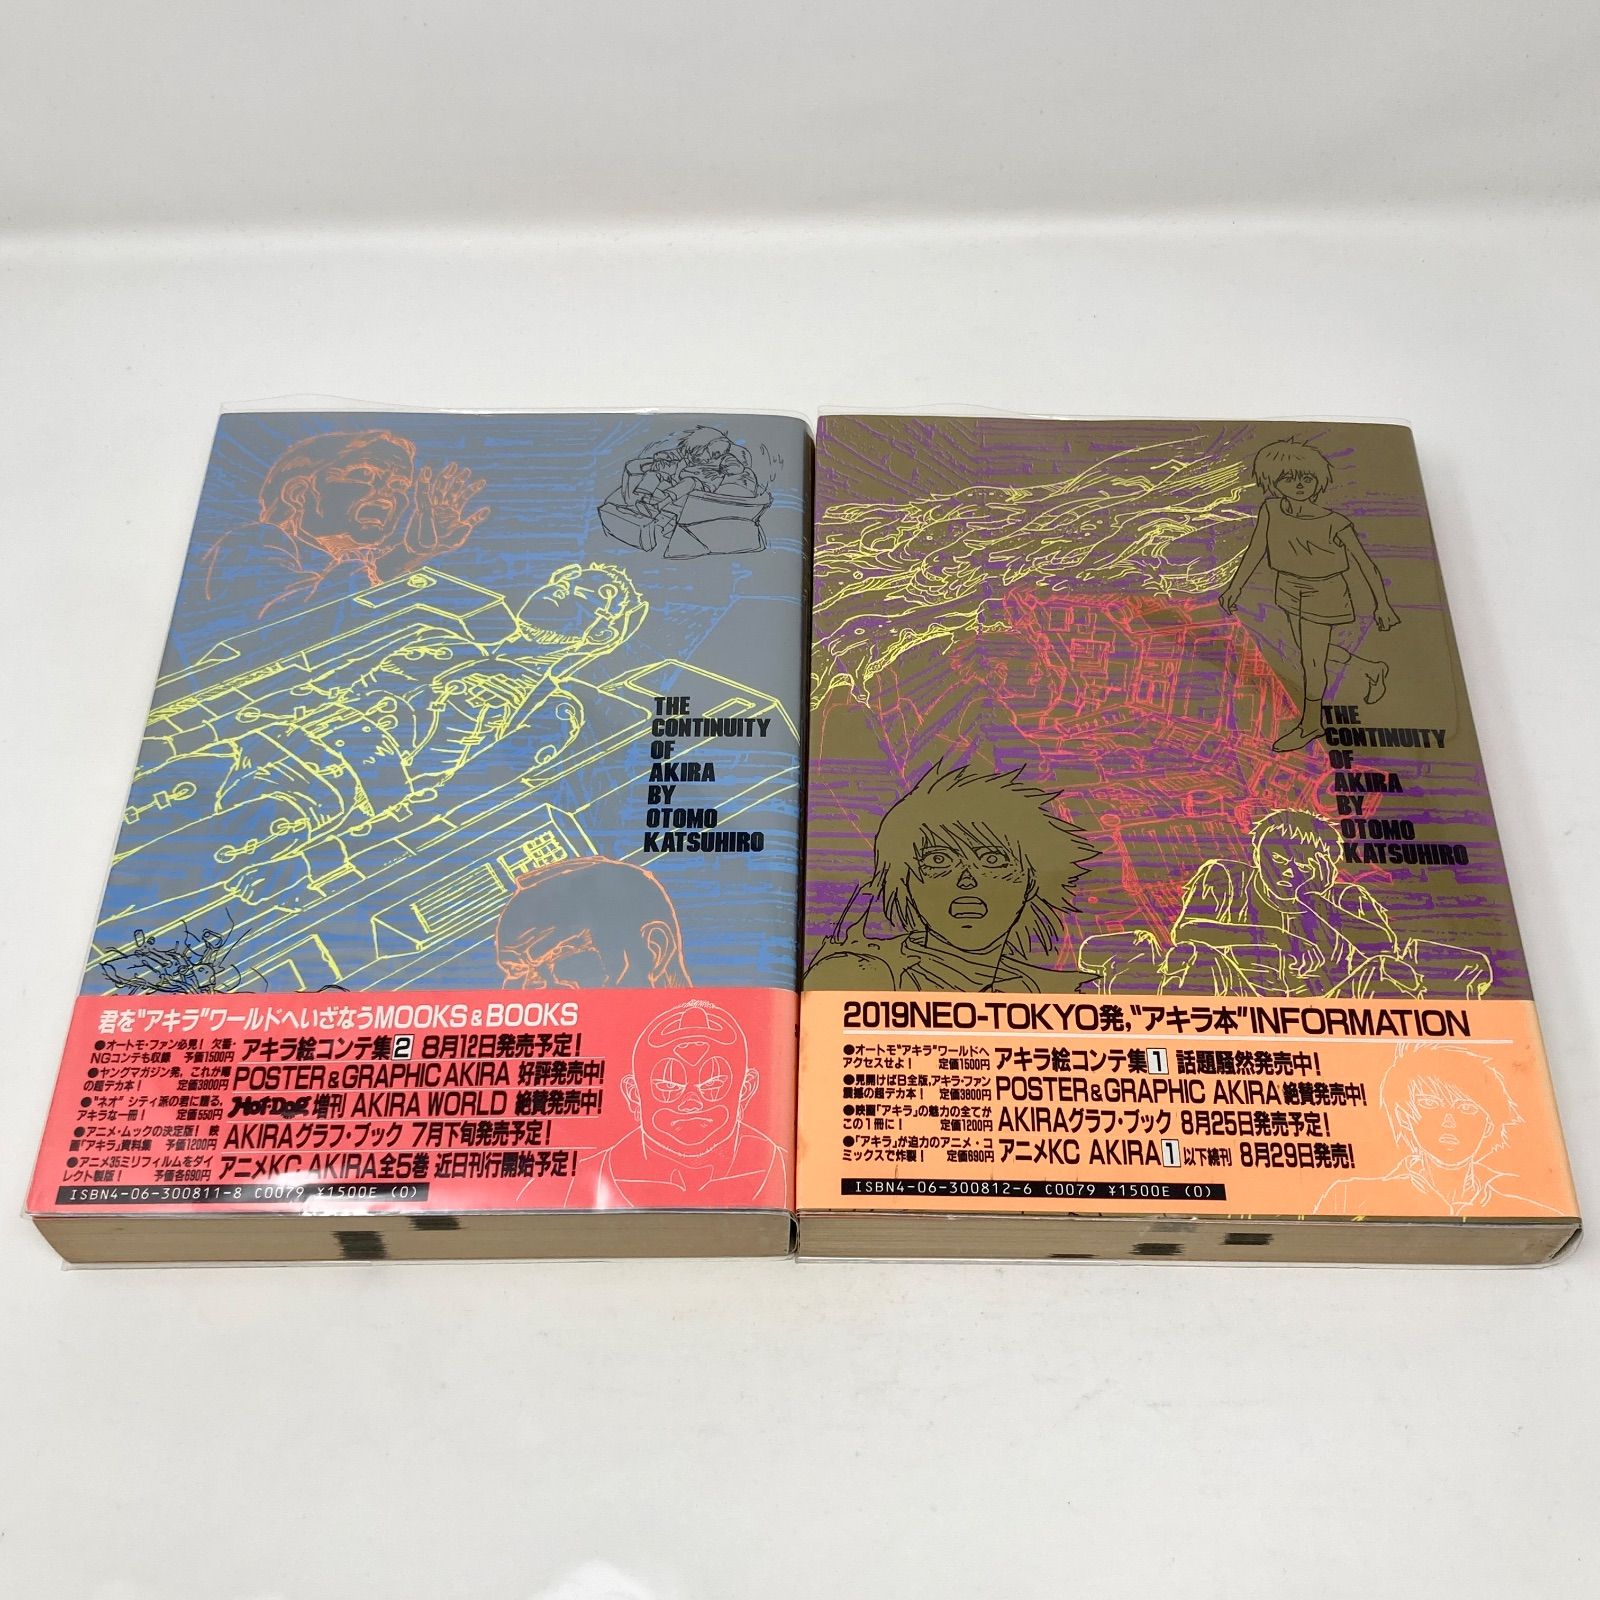 THE
CONTINUITY
OF
AKIRA
BY
OTOMO
KATSUHIRO
君を"アキラ"ワールドへいざなうMOOKS&BOOKS
●オートモ・ファン必見! 欠番・
NGコンテも収録 予価1500円
アキラ絵コンテ集2 8月12日発売予定!
●ヤングマガジン発,これが噂
の超デカ本! 定価3800円
POSTER&GRAPHIC AKIRA 好評発売中!
●"ネオ"シティ派の君に贈る,
アキラな一冊! 定価550円
Hot-Dog増刊 AKIRA WORLD 絶賛発売中!
●アニメ・ムックの決定版! 映
画「アキラ」資料集 予価1200円
AKIRAグラフ・ブック 7月下旬発売予定!
●アニメ35ミリフィルムをダイ
レクト製版! 予価各690円
アニメKC AKIRA全5巻 近日刊行開始予定!
ISBN4-06-300811-8 C0079 ¥1500E (0)
THE
CONTINUITY
OF
AKIRA
BY
OTOMO
KATSUHIRO
2019NEO-TOKYO発,"アキラ本"INFORMATION
●オートモ"アキラ"ワールドへ
アクセスせよ! 定価1500円
アキラ絵コンテ集1 話題騒然発売中!
●見開けばB全版,アキラ・ファン
震撼の超デカ本! 定価3800円
POSTER&GRAPHIC AKIRA 絶賛発売中!
●映画「アキラ」の魅力の全てが
この1冊に! 定価1200円
AKIRAグラフ・ブック 8月25日発売!
●「アキラ」が迫力のアニメ・コ
ミックスで炸裂! 定価690円
アニメKC AKIRA1以下続刊 8月29日発売!
ISBN4-06-300812-6 C0079 ¥1500E (0)